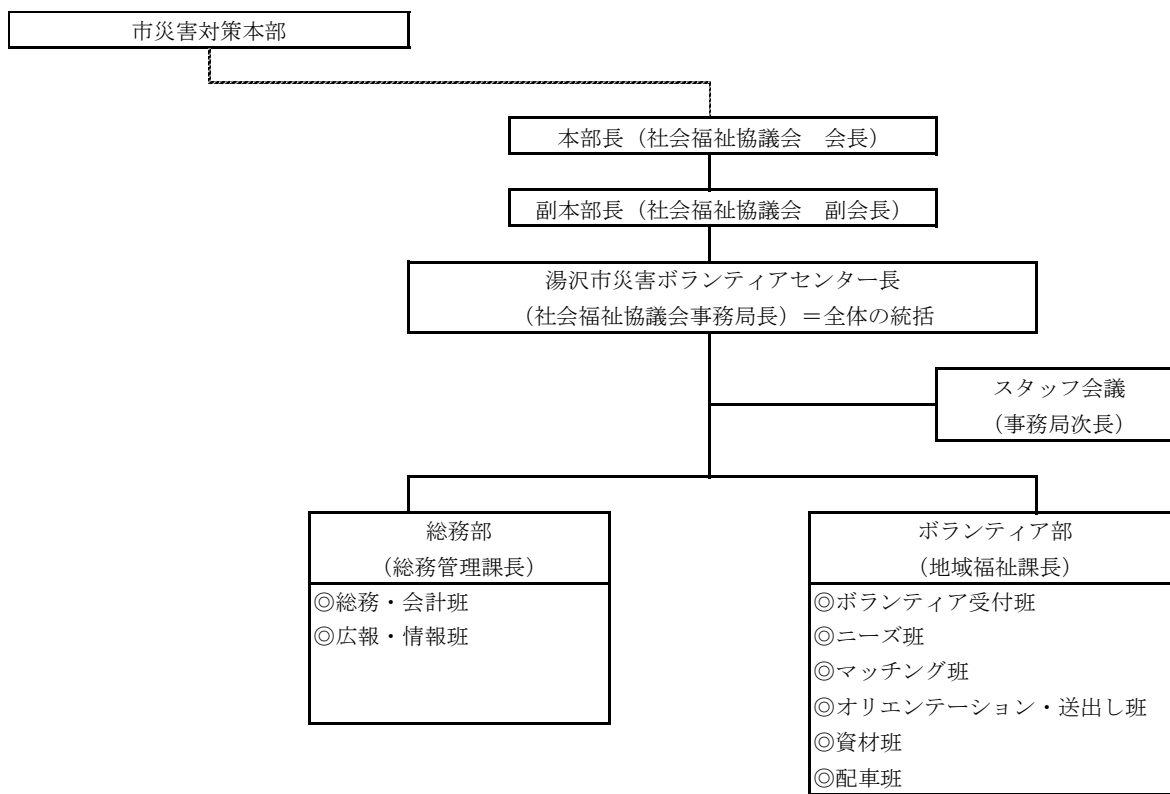 市災害対策本部
本部長（社会福祉協議会　会長）
副本部長（社会福祉協議会　副会長）
湯沢市災害ボランティアセンター長
（社会福祉協議会事務局長）＝全体の統括
スタッフ会議
（事務局次長）
総務部
（総務管理課長）
◎総務・会計班
◎広報・情報班
ボランティア部
（地域福祉課長）
◎ボランティア受付班
◎ニーズ班
◎マッチング班
◎オリエンテーション・送出し班
◎資材班
◎配車班